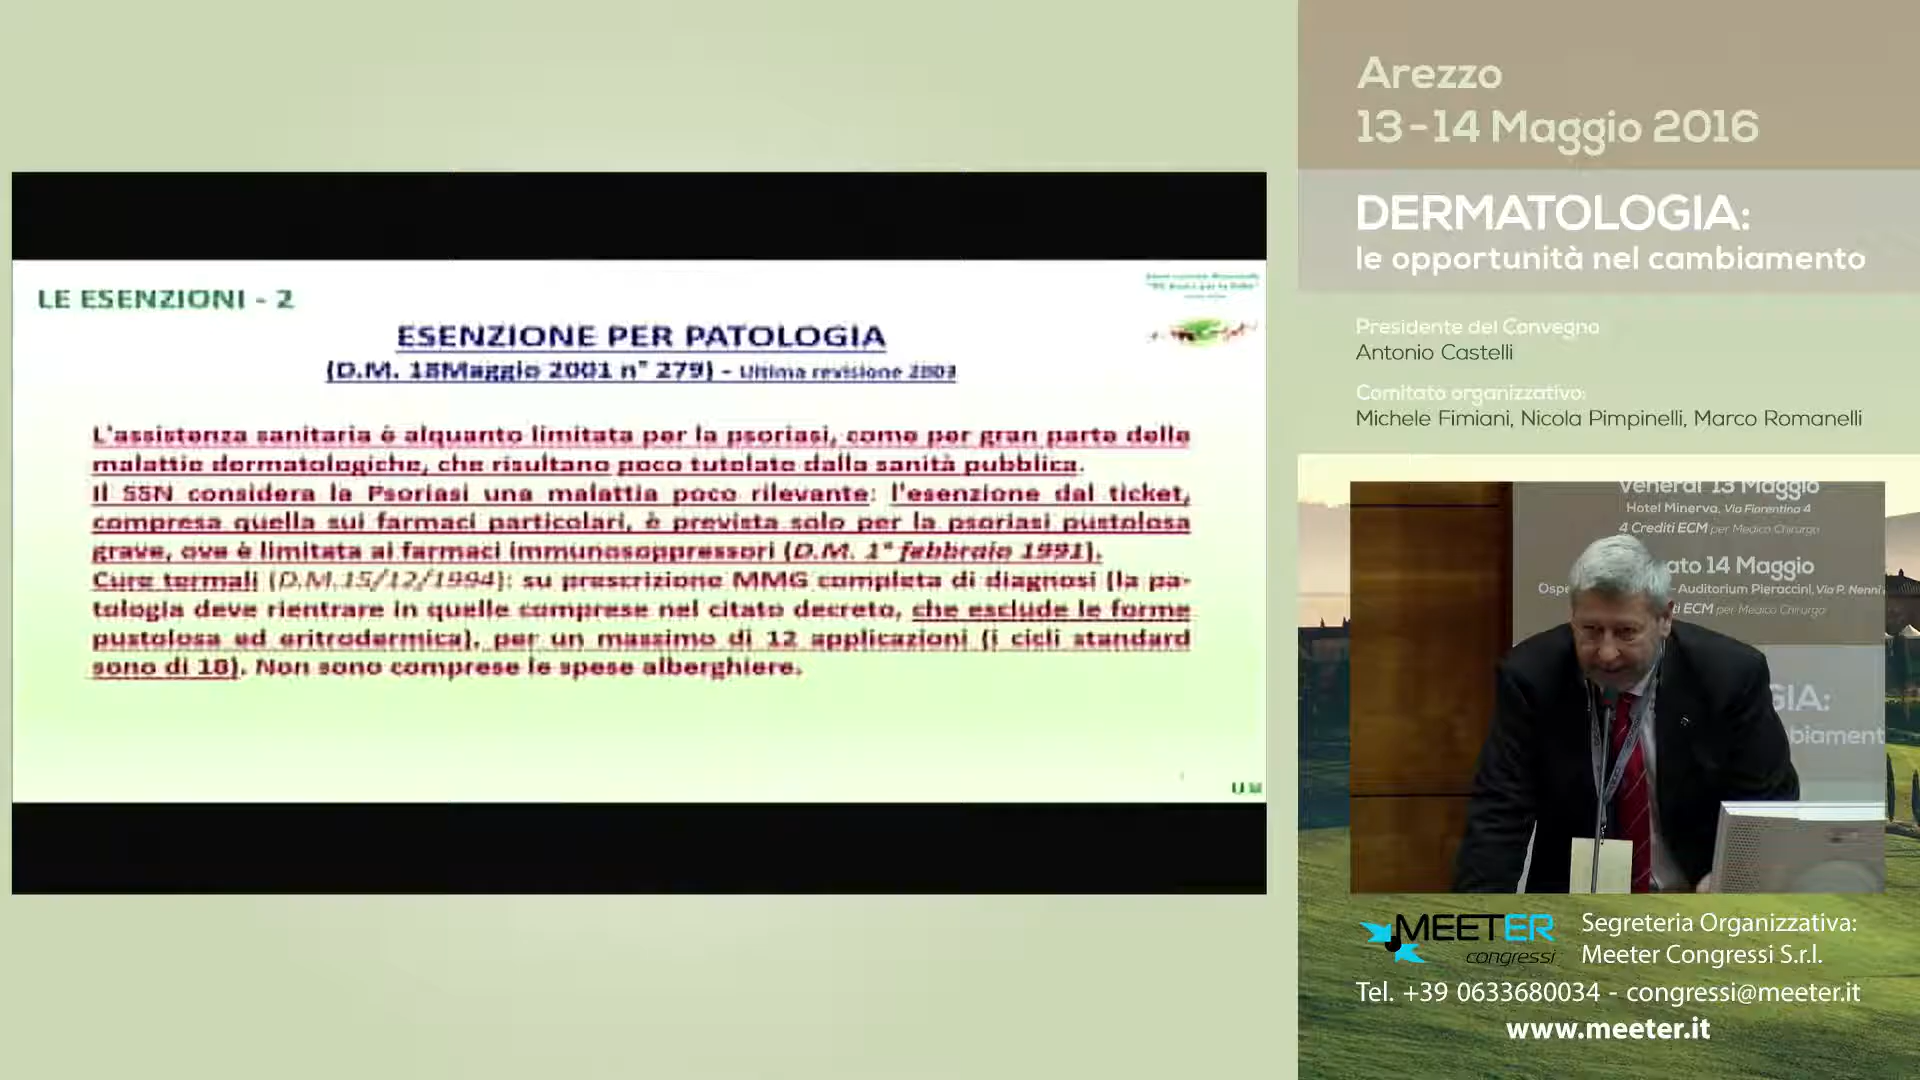 LE ESENZIONI - 2
ESENZIONE PER PATOLOGIA
(D.M. 18Maggio 2001 n° 279) - Ultima revisione 2003
L'assistenza sanitaria è alquanto limitata per la psoriasi, come per gran parte delle
malattie dermatologiche, che risultano poco tutelate dalla sanità pubblica.
Il SSN considera la Psoriasi una malattia poco rilevante: l'esenzione dal ticket,
compresa quella sui farmaci particolari, è prevista solo per la psoriasi pustolosa
grave, ove è limitata ai farmaci immunosoppressori (D.M. 1° febbraio 1991).
Cure termali (D.M.15/12/1994): su prescrizione MMG completa di diagnosi (la pa-
tologia deve rientrare in quelle comprese nel citato decreto, che esclude le forme
pustolosa ed eritrodermica), per un massimo di 12 applicazioni (i cicli standard
sono di 18). Non sono comprese le spese alberghiere.
Arezzo
13-14 Maggio 2016
DERMATOLOGIA:
le opportunità nel cambiamento
Presidente del Convegno
Antonio Castelli
Comitato organizzativo:
Michele Fimiani, Nicola Pimpinelli, Marco Romanelli
Venerdì 13 Maggio
Hotel Minerva, Via Fiorentina 4
4 Crediti ECM per Medico Chirurgo
ato 14 Maggio
Ospe - Auditorium Pieraccini, Via P. Nenni
ti ECM per Medico Chirurgo
GIA:
biament
MEETER
congressi
Segreteria Organizzativa:
Meeter Congressi S.r.l.
Tel. +39 0633680034 - congressi@meeter.it
www.meeter.it